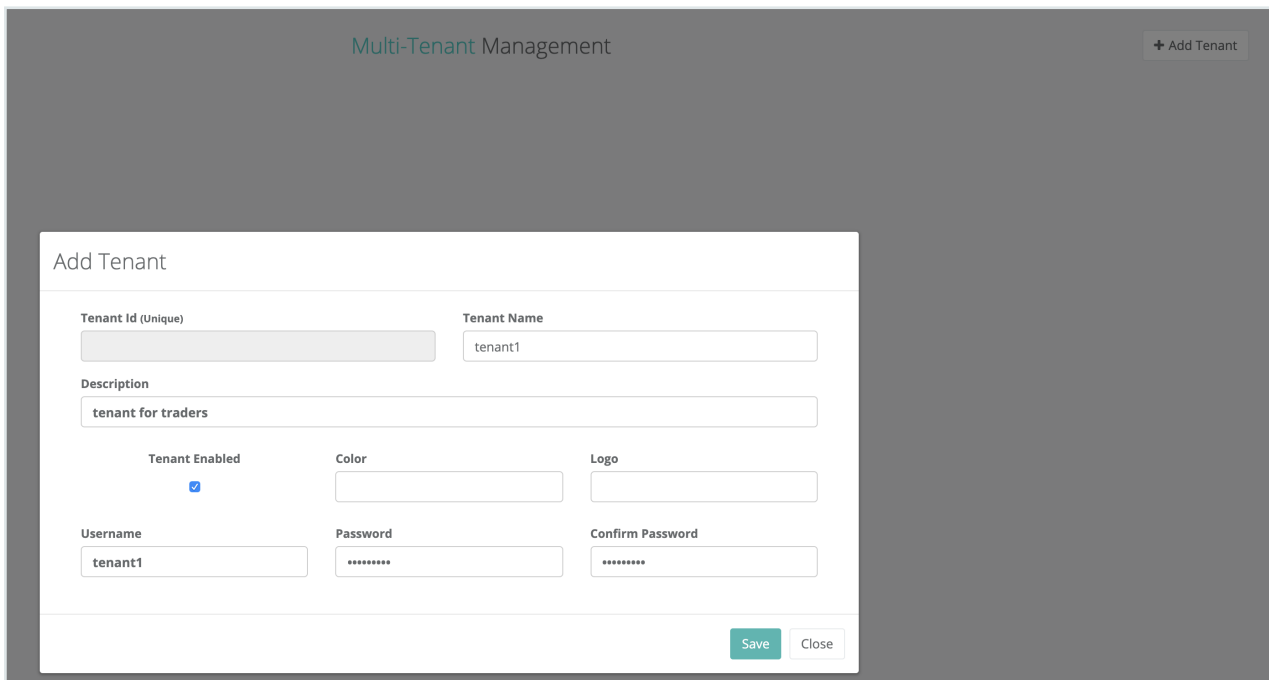 Multi-Tenant Management
+ Add Tenant
Add Tenant
Tenant Id (Unique)
Tenant Name
tenant1
Description
tenant for traders
Tenant Enabled
Color
Logo
Username
Password
Confirm Password
tenant1
•••••••••
•••••••••
Save
Close